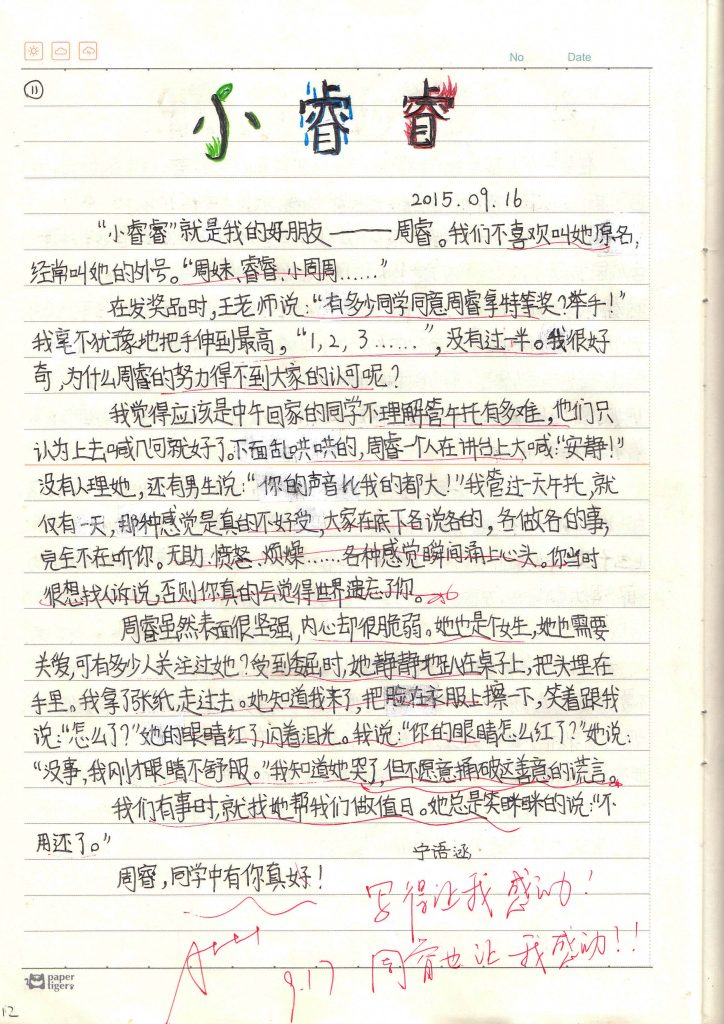 No Date
11
小睿睿
2015.09.16
“小睿睿”就是我的好朋友——周睿。我们不喜欢叫她原名,
经常叫她的外号。“周妹、睿睿、小周周……”
在发奖品时,王老师说:“有多少同学同意周睿拿特等奖?举手!”
我毫不犹豫地把手伸到最高,“1,2,3……”,没有过一半。我很好
奇,为什么周睿的努力得不到大家的认可呢?
我觉得应该是中午回家的同学不理解管午托有多难,他们只
认为上去喊几句就好了。下面乱哄哄的,周睿一个人在讲台上大喊:“安静!”
没有人理她,还有男生说:“你的声音比我的都大!”我管过一天午托,就
仅有一天,那种感觉是真的不好受,大家在底下各说各的,各做各的事,
完全不在听你。无助、愤怒、烦燥……各种感觉瞬间涌上心头。你当时
很想找人诉说,否则你真的会觉得世界遗忘了你。
周睿虽然表面很坚强,内心却很脆弱。她也是个女生,她也需要
关爱,可有多少人关注过她?受到委屈时,她静静地趴在桌子上,把头埋在
手里。我拿了张纸,走过去。她知道我来了,把脸在衣服上擦一下,笑着跟我
说:“怎么了?”她的眼睛红了,闪着泪光。我说:“你的眼睛怎么红了?”她说:
“没事,我刚才眼睛不舒服。”我知道她哭了,但不愿意捅破这善意的谎言。
我们有事时,就找她帮我们做值日。她总是笑眯眯的说:“不
用还了。”
宁语涵
周睿,同学中有你真好!
写得让我感动!
周睿也让我感动!!
9.17
paper
tigers
12